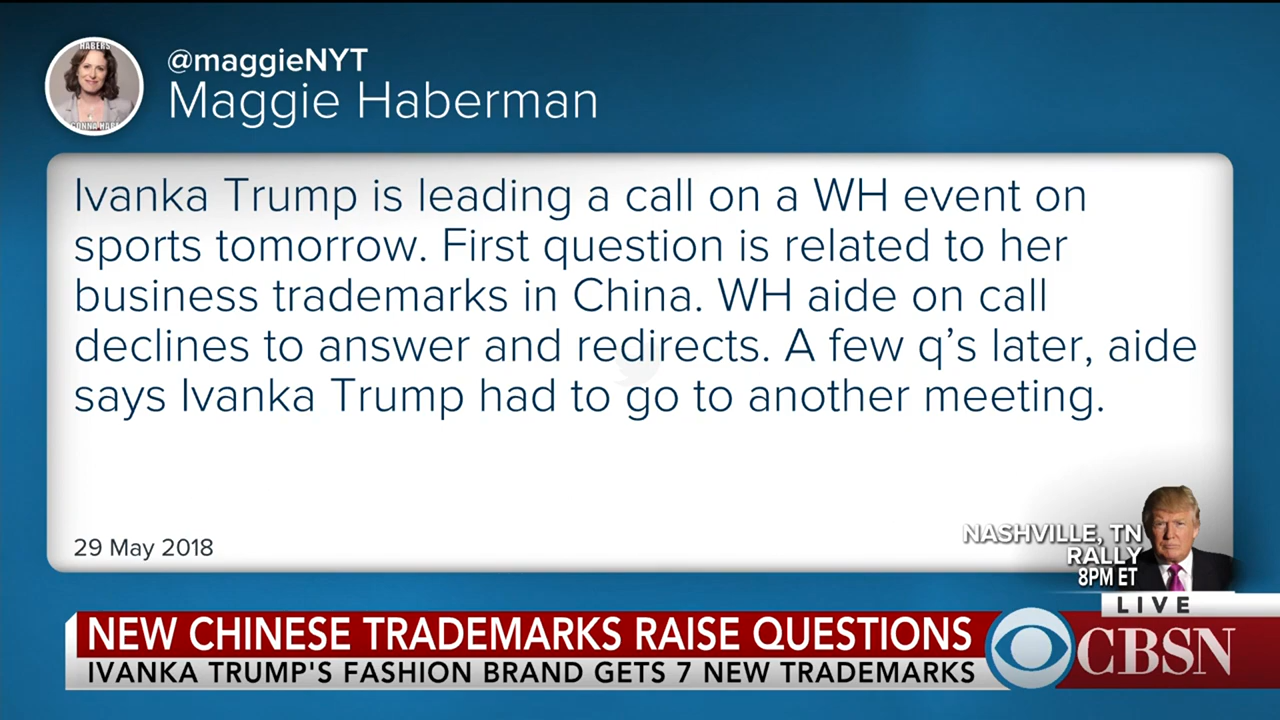 HABERS
@maggieNYT
Maggie Haberman
Ivanka Trump is leading a call on a WH event on
sports tomorrow. First question is related to her
business trademarks in China. WH aide on call
declines to answer and redirects. A few q’s later, aide
says Ivanka Trump had to go to another meeting.
29 May 2018
NASHVILLE, TN
RALLY
8PM ET
LIVE
NEW CHINESE TRADEMARKS RAISE QUESTIONS
IVANKA TRUMP'S FASHION BRAND GETS 7 NEW TRADEMARKS
CBSN